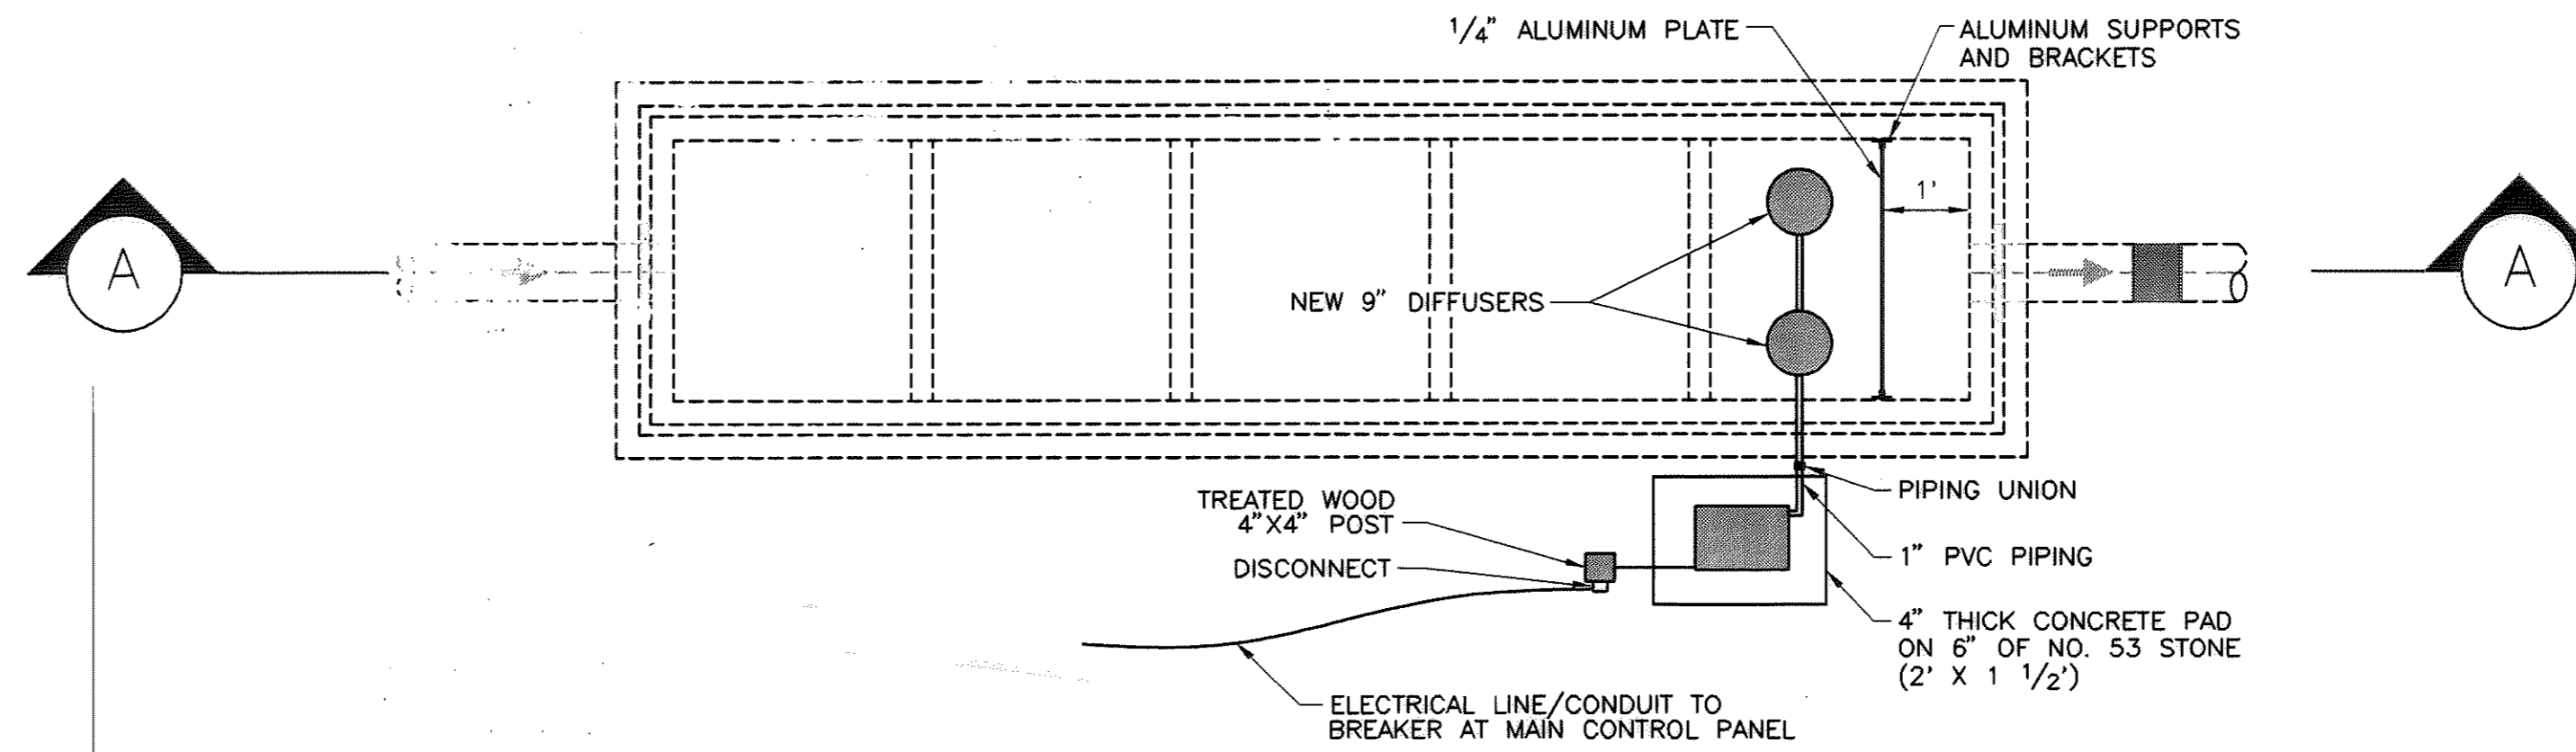 1/4" ALUMINUM PLATE
ALUMINUM SUPPORTS
AND BRACKETS
1'
A
A
NEW 9" DIFFUSERS
TREATED WOOD
4"X4" POST
DISCONNECT
PIPING UNION
1" PVC PIPING
4" THICK CONCRETE PAD
ON 6" OF NO. 53 STONE
(2' X 1 1/2')
ELECTRICAL LINE/CONDUIT TO
BREAKER AT MAIN CONTROL PANEL